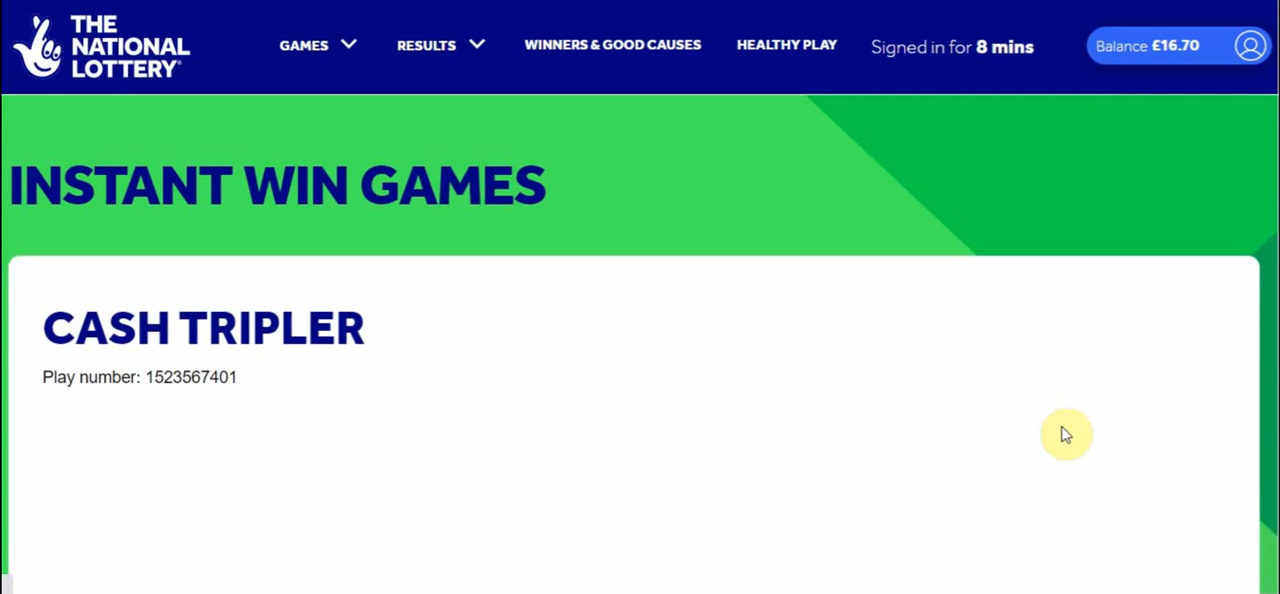 THE
NATIONAL
LOTTERY®
GAMES
RESULTS
WINNERS & GOOD CAUSES
HEALTHY PLAY
Signed in for 8 mins
Balance £16.70
INSTANT WIN GAMES
CASH TRIPLER
Play number: 1523567401